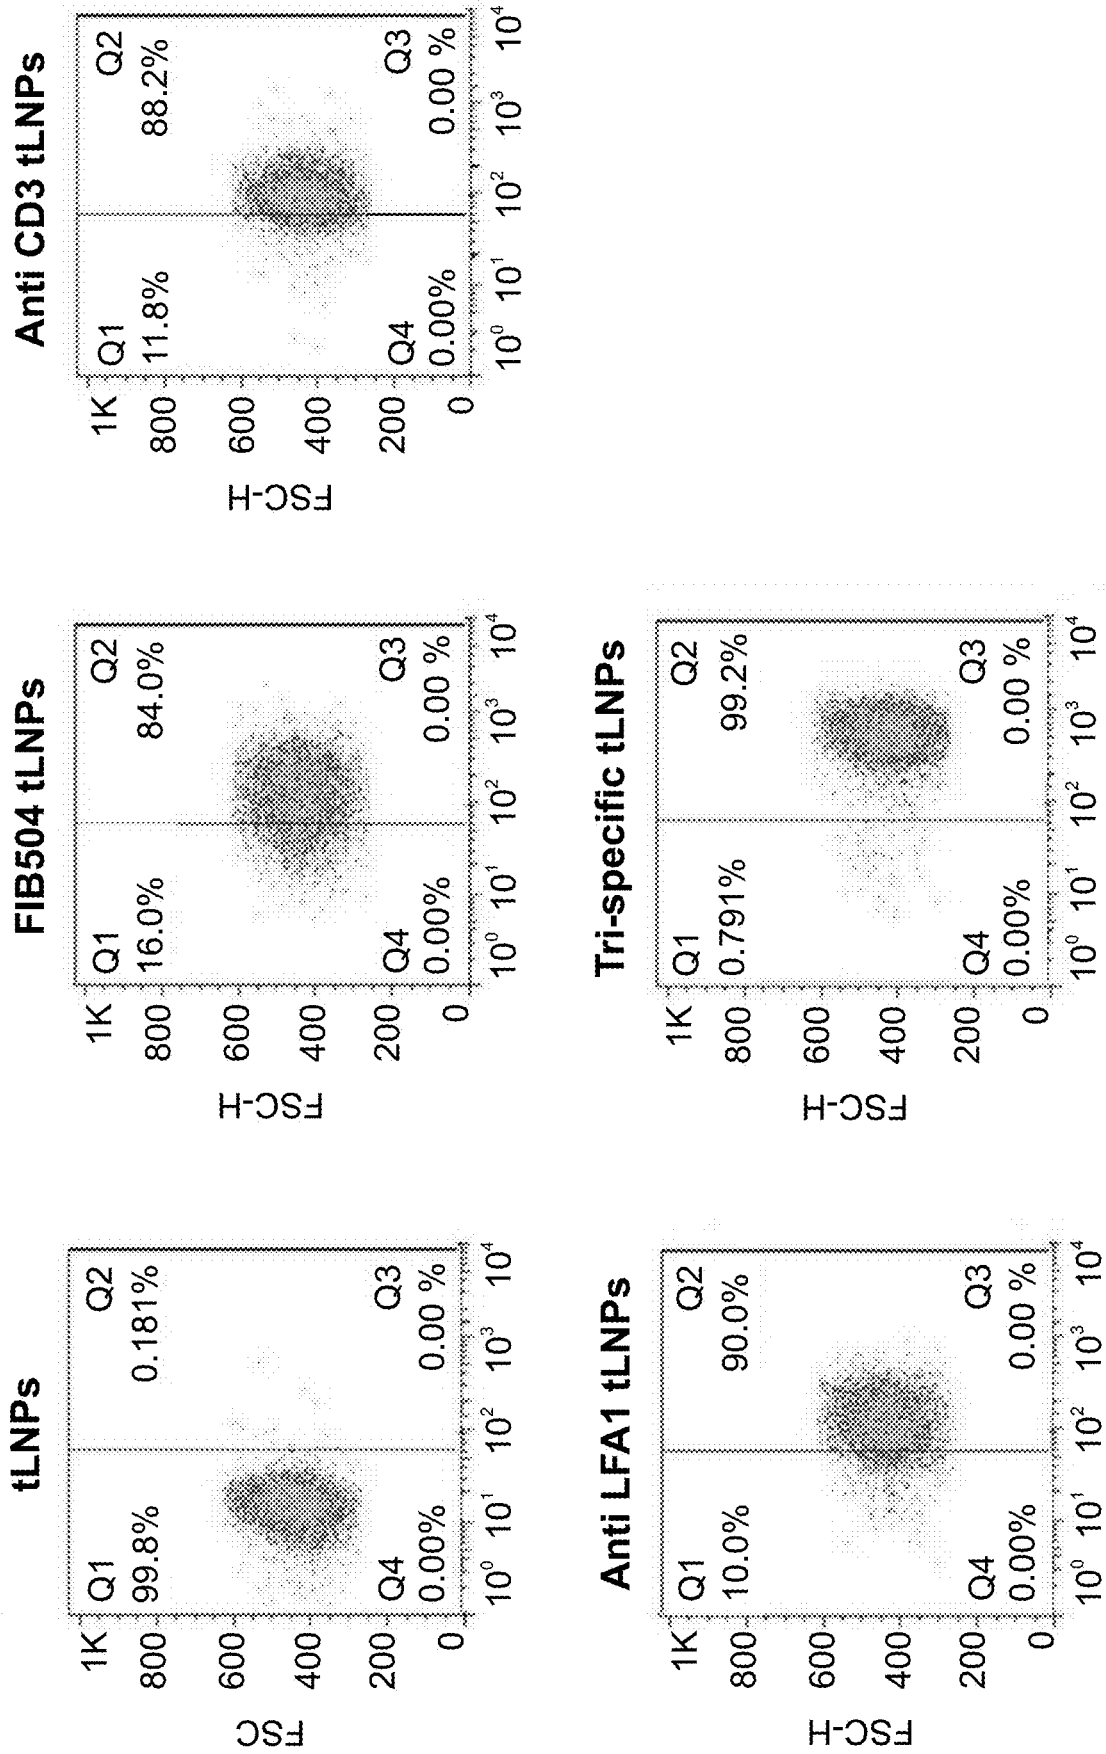 tLNPs
Q1
99.8%
Q2
0.181%
Q4
0.00%
Q3
0.00 %
1K
800
600
400
200
0
FSC
10⁰ 10¹ 10² 10³ 10⁴
FIB504 tLNPs
Q1
16.0%
Q2
84.0%
Q4
0.00%
Q3
0.00 %
1K
800
600
400
200
0
FSC-H
10⁰ 10¹ 10² 10³ 10⁴
Anti CD3 tLNPs
Q1
11.8%
Q2
88.2%
Q4
0.00%
Q3
0.00 %
1K
800
600
400
200
0
FSC-H
10⁰ 10¹ 10² 10³ 10⁴
Anti LFA1 tLNPs
Q1
10.0%
Q2
90.0%
Q4
0.00%
Q3
0.00 %
1K
800
600
400
200
0
FSC-H
10⁰ 10¹ 10² 10³ 10⁴
Tri-specific tLNPs
Q1
0.791%
Q2
99.2%
Q4
0.00%
Q3
0.00 %
1K
800
600
400
200
0
FSC-H
10⁰ 10¹ 10² 10³ 10⁴